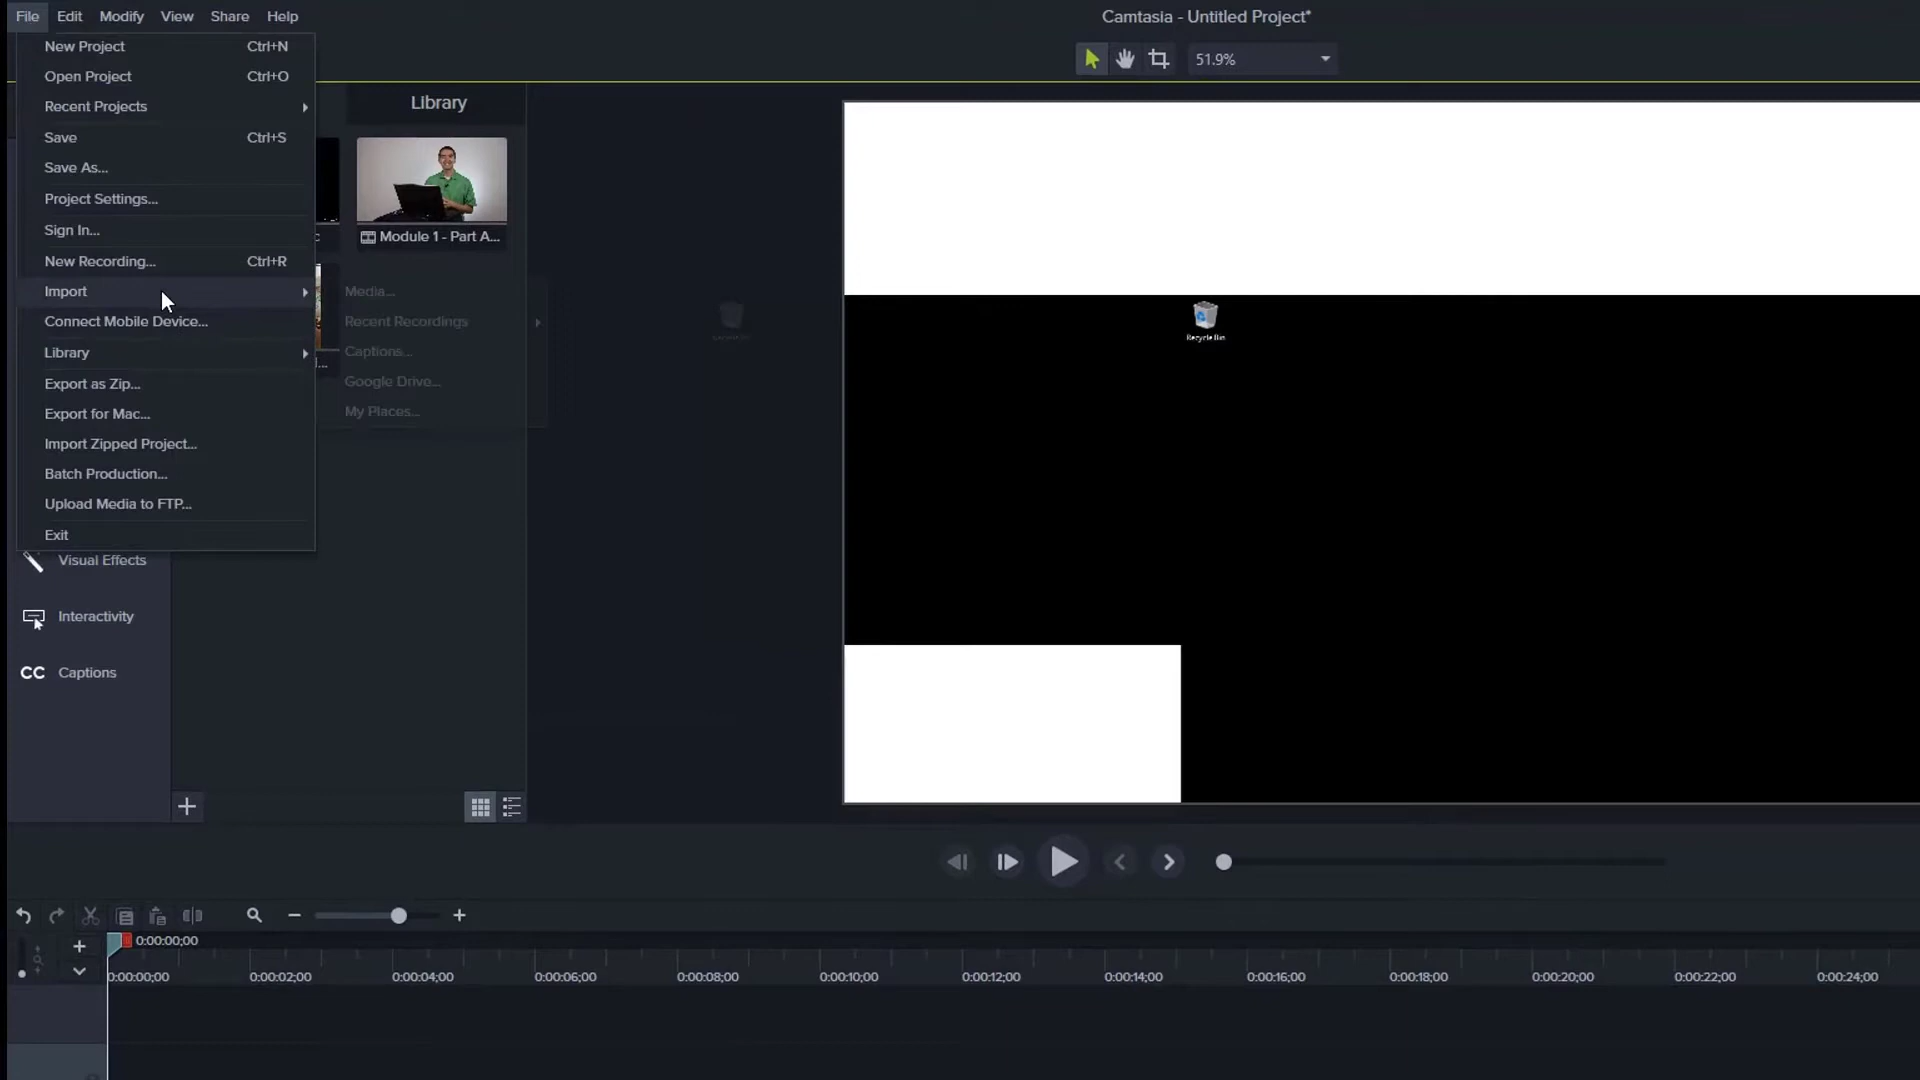 File Edit Modify View Share Help
Camtasia - Untitled Project*
51.9%
New Project Ctrl+N
Open Project Ctrl+O
Recent Projects
Save Ctrl+S
Save As...
Project Settings...
Sign In...
New Recording... Ctrl+R
Import
Connect Mobile Device...
Library
Export as Zip...
Export for Mac...
Import Zipped Project...
Batch Production...
Upload Media to FTP...
Exit
Library
Module 1 - Part A...
Media...
Recent Recordings
Captions...
Google Drive...
My Places...
Recycle Bin
Visual Effects
Interactivity
CC Captions
0:00:00;00
0:00:00;00 0:00:02;00 0:00:04;00 0:00:06;00 0:00:08;00 0:00:10;00 0:00:12;00 0:00:14;00 0:00:16;00 0:00:18;00 0:00:20;00 0:00:22;00 0:00:24;00